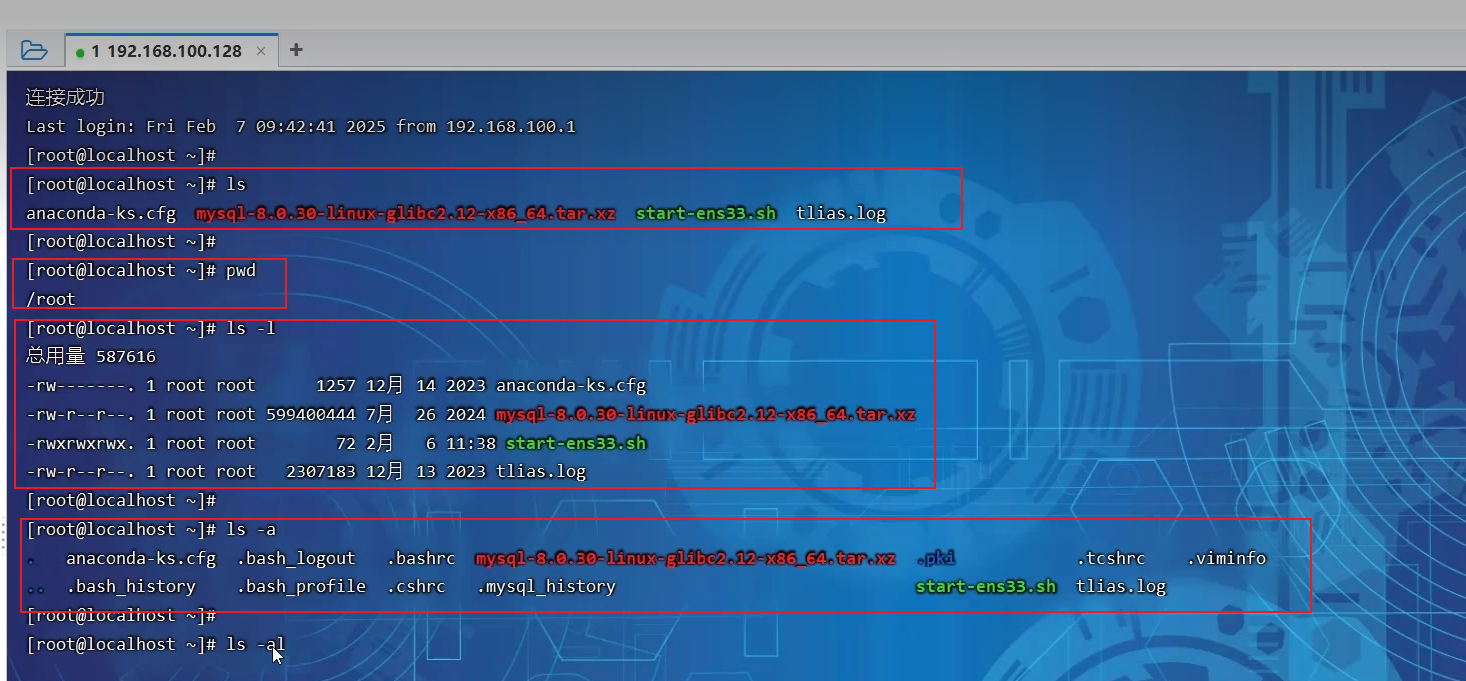 1 192.168.100.128 × +
连接成功
Last login: Fri Feb  7 09:42:41 2025 from 192.168.100.1
[root@localhost ~]#
[root@localhost ~]# ls
anaconda-ks.cfg  mysql-8.0.30-linux-glibc2.12-x86_64.tar.xz  start-ens33.sh  tlias.log
[root@localhost ~]#
[root@localhost ~]# pwd
/root
[root@localhost ~]# ls -l
总用量 587616
-rw-------. 1 root root      1257 12月 14 2023 anaconda-ks.cfg
-rw-r--r--. 1 root root 599400444 7月  26 2024 mysql-8.0.30-linux-glibc2.12-x86_64.tar.xz
-rwxrwxrwx. 1 root root        72 2月   6 11:38 start-ens33.sh
-rw-r--r--. 1 root root   2307183 12月 13 2023 tlias.log
[root@localhost ~]#
[root@localhost ~]# ls -a
.   anaconda-ks.cfg  .bash_logout   .bashrc  mysql-8.0.30-linux-glibc2.12-x86_64.tar.xz  .pki            .tcshrc    .viminfo
..  .bash_history    .bash_profile  .cshrc   .mysql_history                              start-ens33.sh  tlias.log
[root@localhost ~]#
[root@localhost ~]# ls -al